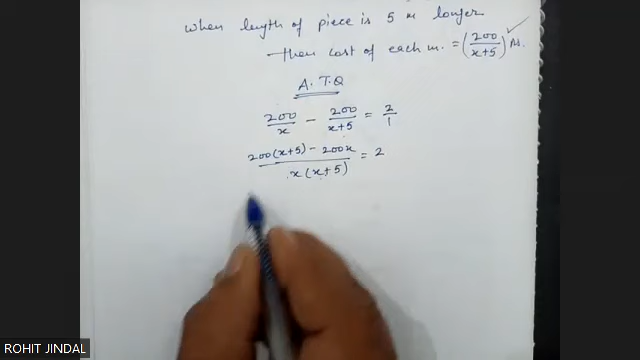 When length of piece is 5 m longer
then cost of each m. = (200/x+5) Rs.
A.T.Q
200/x - 200/x+5 = 2/1
200(x+5) - 200x / x(x+5) = 2
ROHIT JINDAL